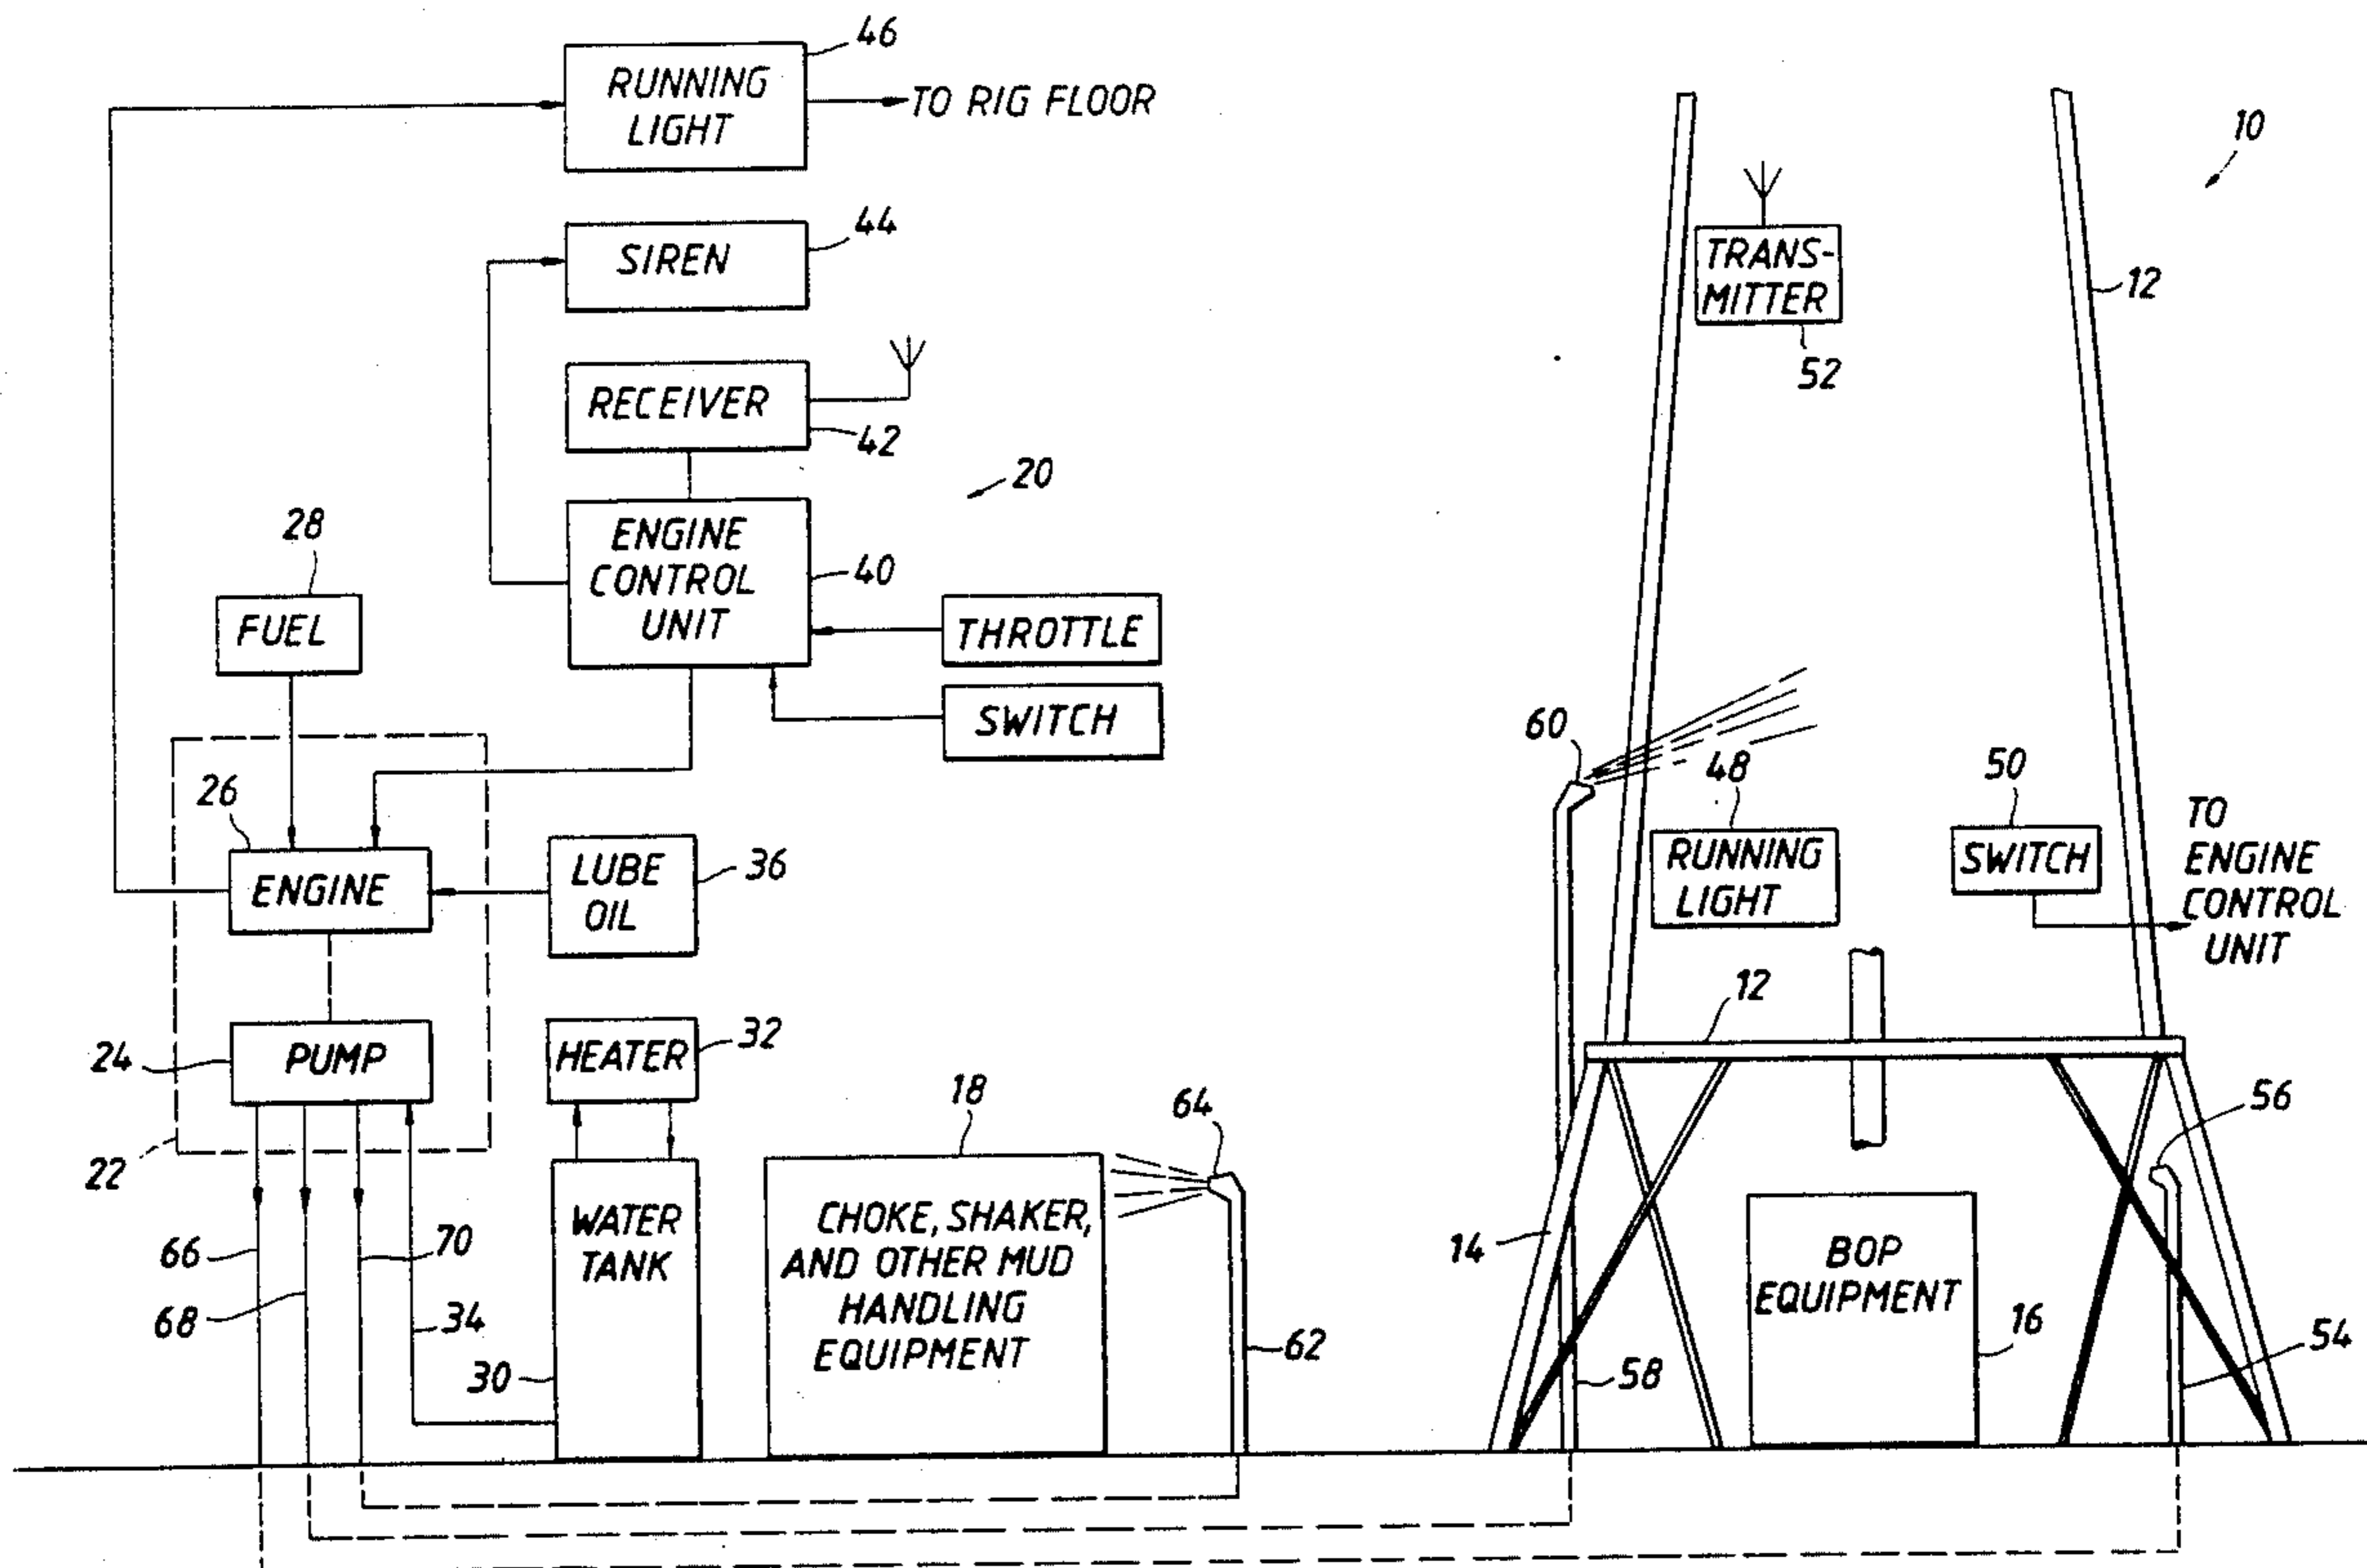 46
RUNNING
LIGHT
TO RIG FLOOR
10
44
SIREN
TRANS-
MITTER
12
52
RECEIVER
42
20
28
ENGINE
CONTROL
UNIT
40
FUEL
THROTTLE
SWITCH
60
26
48
50
TO
ENGINE
CONTROL
UNIT
ENGINE
LUBE
OIL
36
RUNNING
LIGHT
SWITCH
12
24
PUMP
HEATER
32
18
64
56
22
WATER
TANK
CHOKE, SHAKER,
AND OTHER MUD
HANDLING
EQUIPMENT
14
BOP
EQUIPMENT
66
70
68
34
30
62
58
16
54